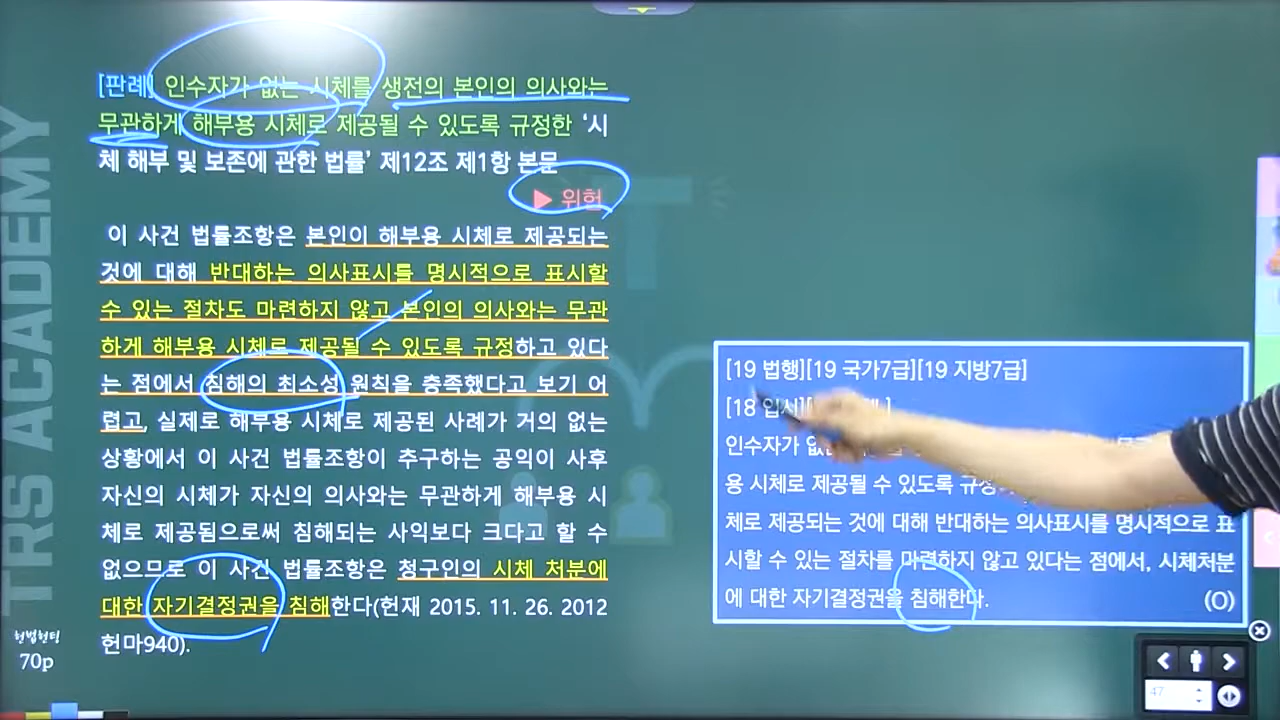 [판례] 인수자가 없는 시체를 생전의 본인의 의사와는
무관하게 해부용 시체로 제공될 수 있도록 규정한 ‘시
체 해부 및 보존에 관한 법률’ 제12조 제1항 본문
▶ 위헌
이 사건 법률조항은 본인이 해부용 시체로 제공되는
것에 대해 반대하는 의사표시를 명시적으로 표시할
수 있는 절차도 마련하지 않고 본인의 의사와는 무관
하게 해부용 시체로 제공될 수 있도록 규정하고 있다
는 점에서 침해의 최소성 원칙을 충족했다고 보기 어
렵고, 실제로 해부용 시체로 제공된 사례가 거의 없는
상황에서 이 사건 법률조항이 추구하는 공익이 사후
자신의 시체가 자신의 의사와는 무관하게 해부용 시
체로 제공됨으로써 침해되는 사익보다 크다고 할 수
없으므로 이 사건 법률조항은 청구인의 시체 처분에
대한 자기결정권을 침해한다(헌재 2015. 11. 26. 2012
헌마940).
헌법헌팅
70p
TRS ACADEMY
[19 법행][19 국가7급][19 지방7급]
[18 입시]
인수자가
용 시체로 제공될 수 있도록
체로 제공되는 것에 대해 반대하는 의사표시를 명시적으로 표
시할 수 있는 절차를 마련하지 않고 있다는 점에서, 시체처분
에 대한 자기결정권을 침해한다. (O)
47